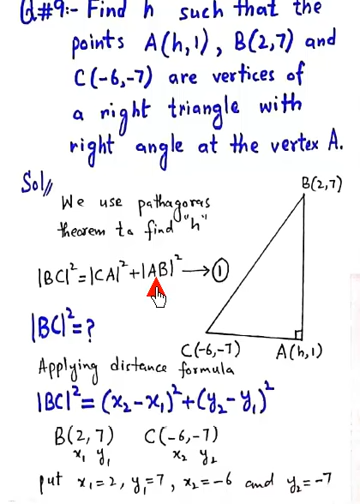 Q#9:- Find h such that the
points A(h,1), B(2,7) and
C(-6,-7) are vertices of
a right triangle with
right angle at the vertex A.
Sol//
We use pathagoras
theorem to find "h"
|BC|² = |CA|² + |AB|² → ①
B(2,7)
C(-6,-7)
A(h,1)
|BC|² = ?
Applying distance formula
|BC|² = (x₂-x₁)² + (y₂-y₁)²
B(2,7) C(-6,-7)
x₁ y₁ x₂ y₂
put x₁=2, y₁=7, x₂=-6 and y₂=-7